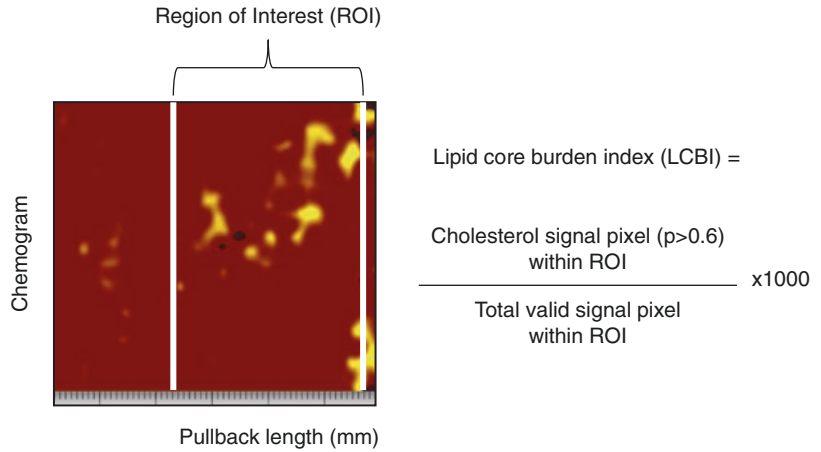 Region of Interest (ROI)
Chemogram
Pullback length (mm)
Lipid core burden index (LCBI) =
Cholesterol signal pixel (p>0.6)
within ROI
x1000
Total valid signal pixel
within ROI